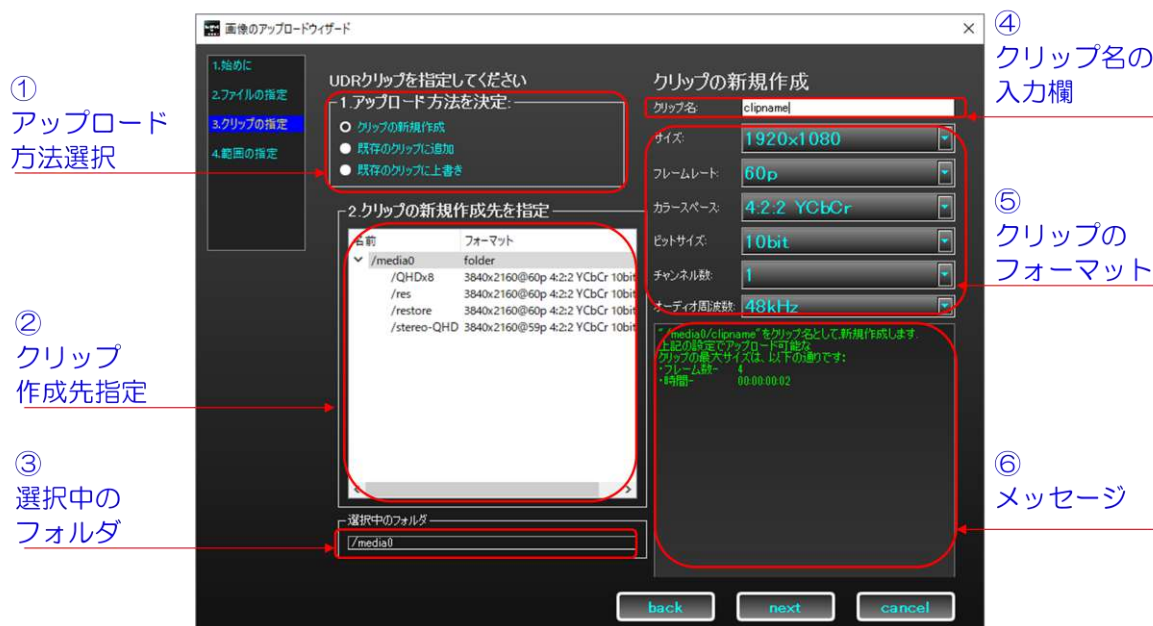 画像のアップロードウィザード
①
アップロード
方法選択
②
クリップ
作成先指定
③
選択中の
フォルダ
1.始めに
2.ファイルの指定
3.クリップの指定
4.範囲の指定
UDRクリップを指定してください
1.アップロード方法を決定:
クリップの新規作成
既存のクリップに追加
既存のクリップに上書き
2.クリップの新規作成先を指定
名前 フォーマット
/media0 folder
/QHDx8 3840x2160@60p 4:2:2 YCbCr 10bit
/res 3840x2160@60p 4:2:2 YCbCr 10bit
/restore 3840x2160@60p 4:2:2 YCbCr 10bit
/stereo-QHD 3840x2160@59p 4:2:2 YCbCr 10bit
選択中のフォルダ
/media0
クリップの新規作成
クリップ名: clipname
サイズ: 1920x1080
フレームレート: 60p
カラースペース: 4:2:2 YCbCr
ビットサイズ: 10bit
チャンネル数: 1
オーディオ周波数: 48kHz
"/media0/clipname"をクリップ名として,新規作成します.
上記の設定でアップロード可能な
クリップの最大サイズは、以下の通りです:
・フレーム数- 4
・時間- 00:00:00:02
back next cancel
④
クリップ名の
入力欄
⑤
クリップの
フォーマット
⑥
メッセージ